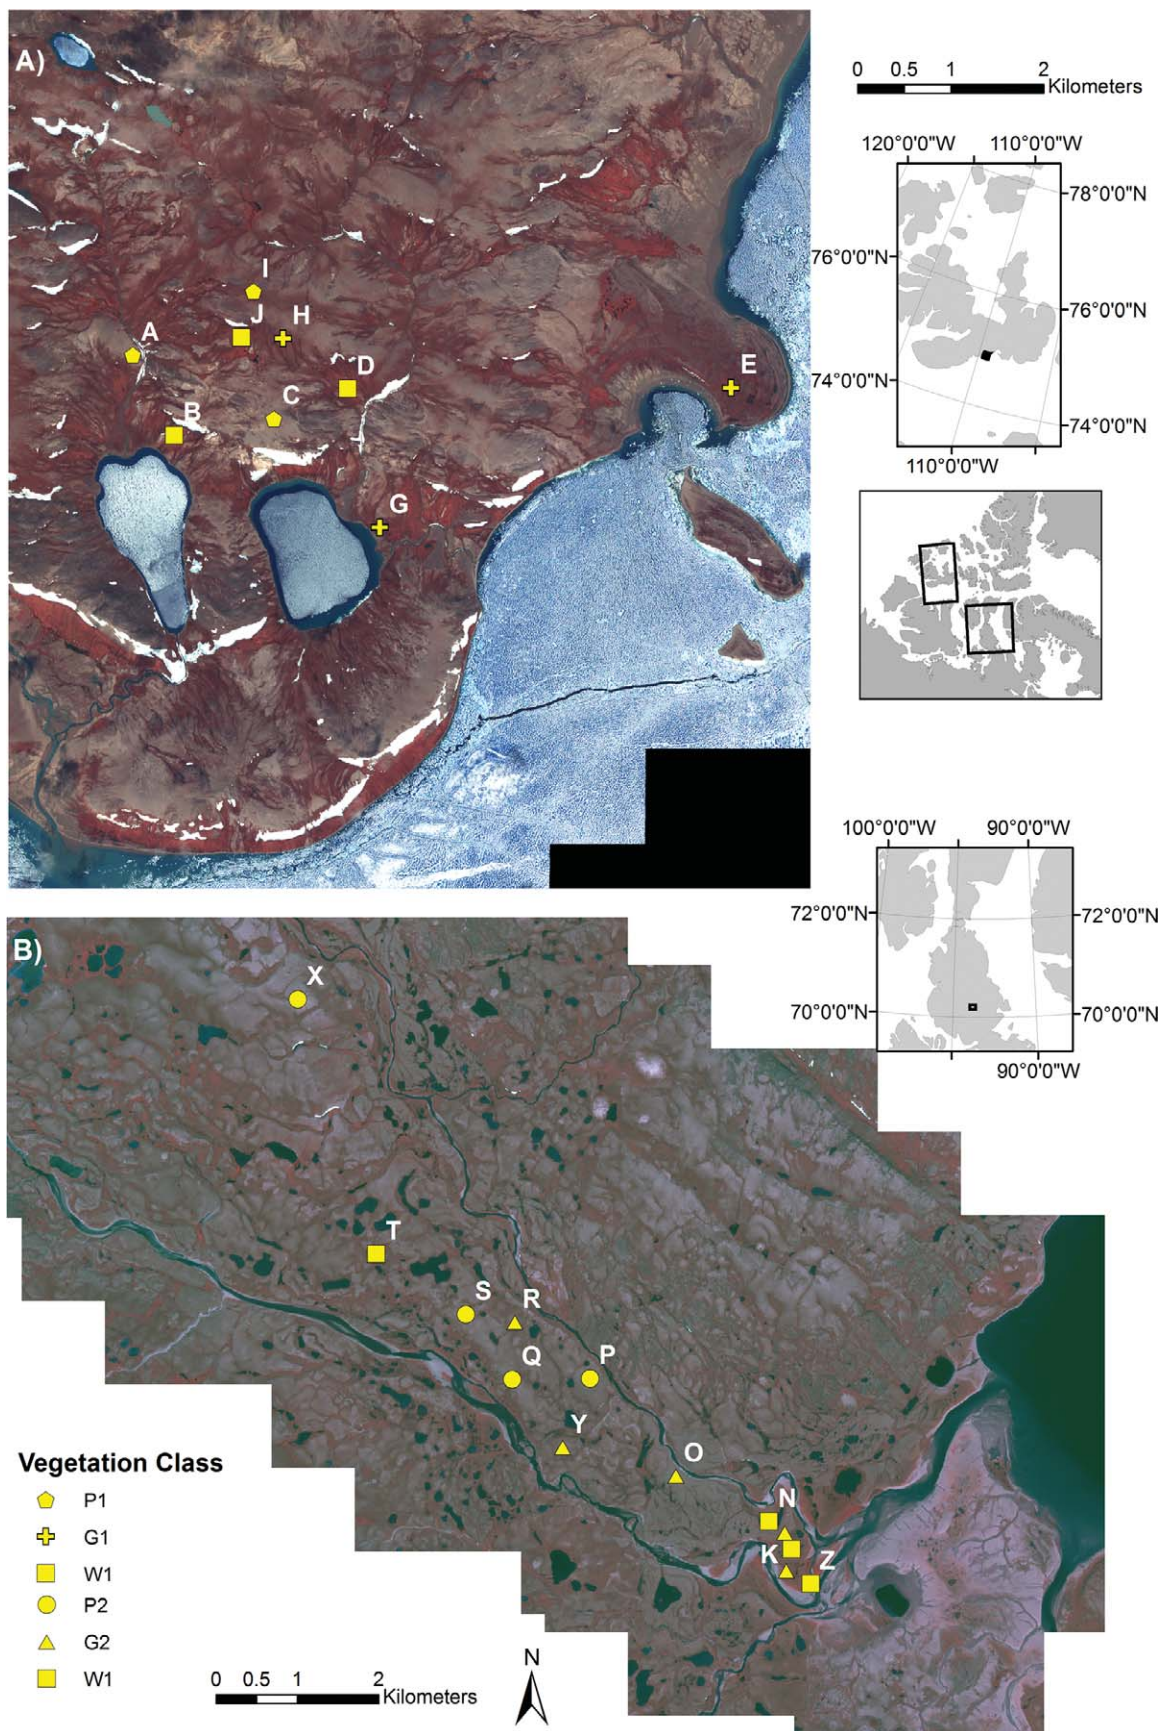 A)
I
J
H
A
D
E
C
B
G
0 0.5 1 2
Kilometers
120°0'0"W 110°0'0"W
78°0'0"N
76°0'0"N
76°0'0"N
74°0'0"N
74°0'0"N
110°0'0"W
100°0'0"W 90°0'0"W
72°0'0"N 72°0'0"N
70°0'0"N 70°0'0"N
90°0'0"W
B)
X
T
S
R
Q
P
Y
O
N
K
Z
Vegetation Class
P1
G1
W1
P2
G2
W1
0 0.5 1 2
Kilometers
N